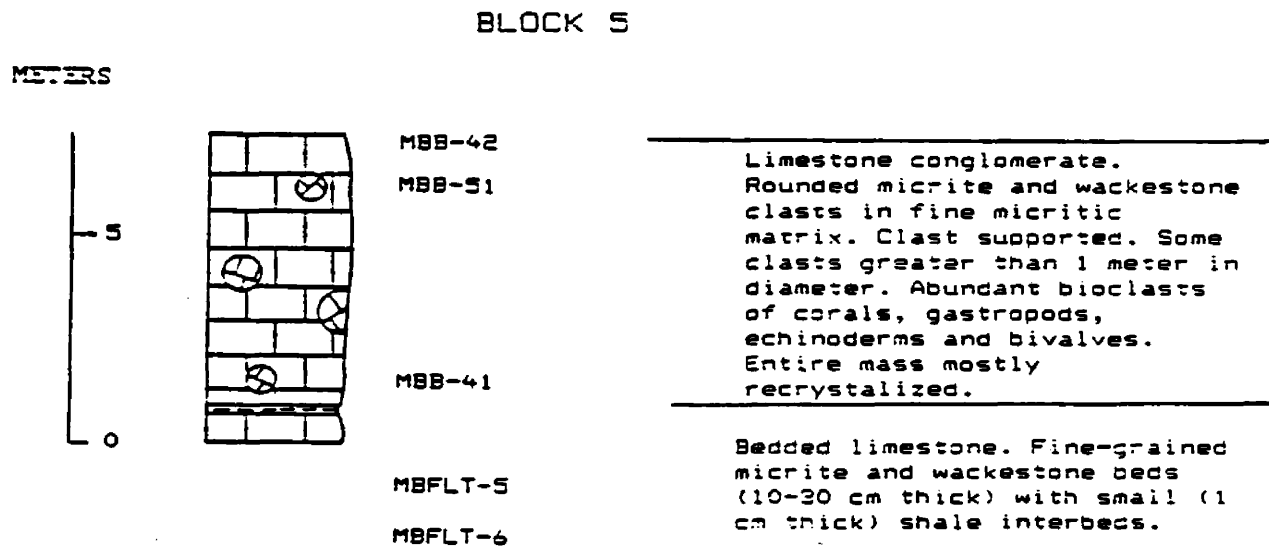 BLOCK 5
METERS
MBB-42
MBB-51
5
MBB-41
0
MBFLT-5
MBFLT-6
Limestone conglomerate.
Rounded micrite and wackestone
clasts in fine micritic
matrix. Clast supported. Some
clasts greater than 1 meter in
diameter. Abundant bioclasts
of corals, gastropods,
echinoderms and bivalves.
Entire mass mostly
recrystalized.
Bedded limestone. Fine-grained
micrite and wackestone beds
(10-30 cm thick) with small (1
cm thick) shale interbeds.